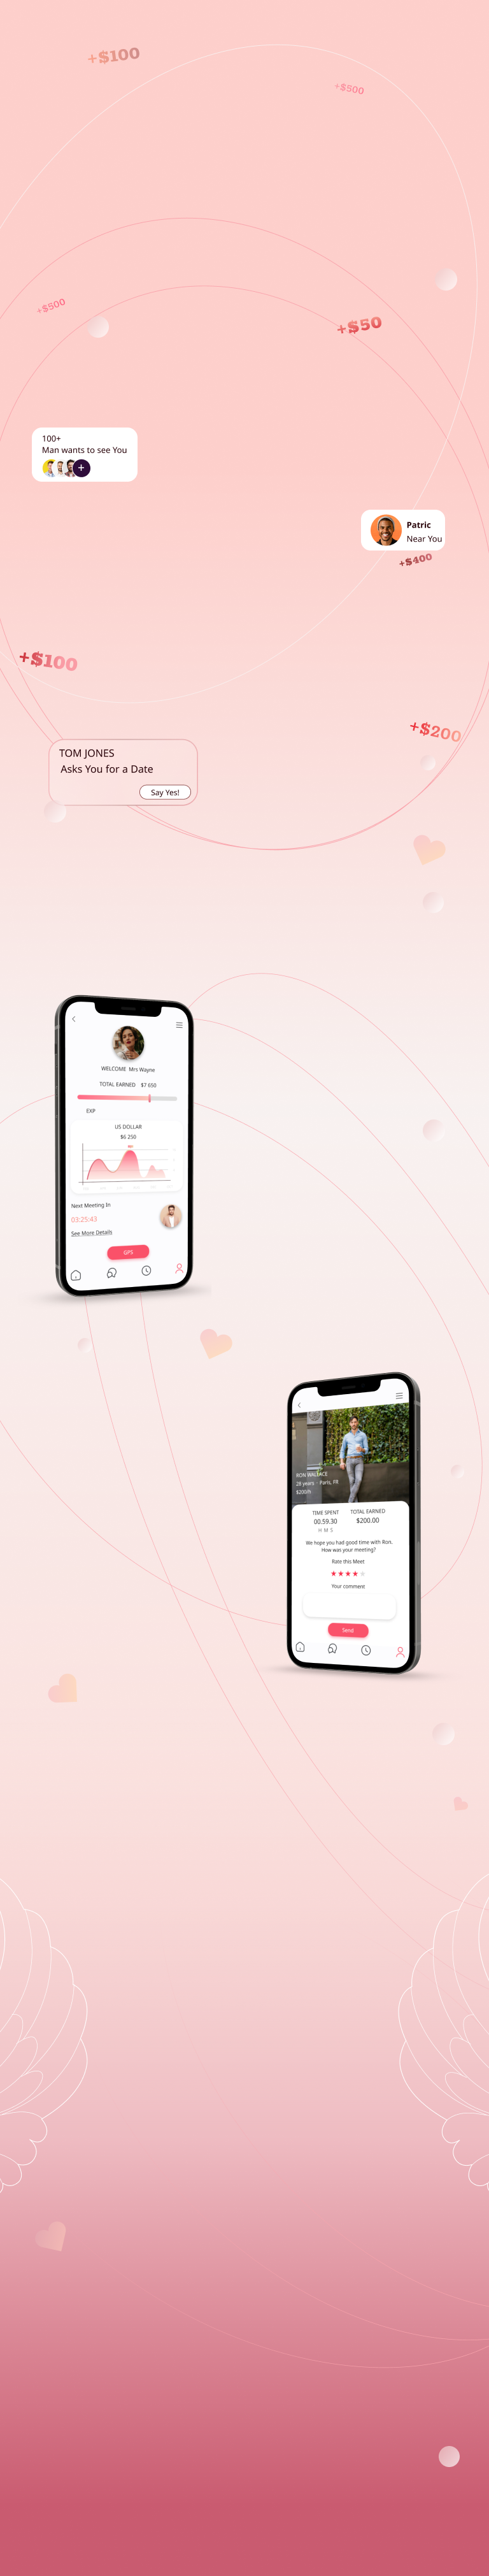 +$100
+$500
+$500
+$50
100+
Man wants to see You
+
Patric
Near You
+$400
+$100
+$200
TOM JONES
Asks You for a Date
Say Yes!
WELCOME Mrs Wayne
TOTAL EARNED $7 650
EXP
US DOLLAR
$6 250
Next Meeting In
03:25:43
See More Details
GPS
RON WALLACE
28 years · Paris, FR
$200/h
TIME SPENT TOTAL EARNED
00.59.30 $200.00
H M S
We hope you had good time with Ron.
How was your meeting?
Rate this Meet
Your comment
Send